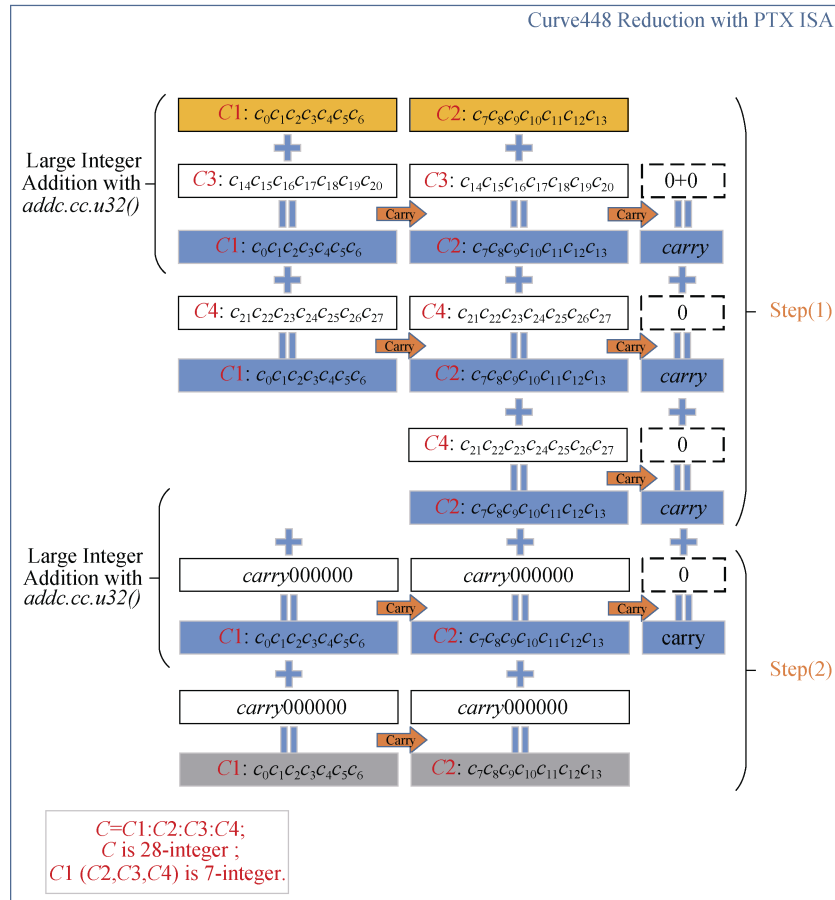 Curve448 Reduction with PTX ISA
C1: c₀c₁c₂c₃c₄c₅c₆ C2: c₇c₈c₉c₁₀c₁₁c₁₂c₁₃
Large Integer
Addition with
addc.cc.u32()
C3: c₁₄c₁₅c₁₆c₁₇c₁₈c₁₉c₂₀ C3: c₁₄c₁₅c₁₆c₁₇c₁₈c₁₉c₂₀ 0+0
Carry Carry
C1: c₀c₁c₂c₃c₄c₅c₆ C2: c₇c₈c₉c₁₀c₁₁c₁₂c₁₃ carry
C4: c₂₁c₂₂c₂₃c₂₄c₂₅c₂₆c₂₇ C4: c₂₁c₂₂c₂₃c₂₄c₂₅c₂₆c₂₇ 0
Step(1)
Carry Carry
C1: c₀c₁c₂c₃c₄c₅c₆ C2: c₇c₈c₉c₁₀c₁₁c₁₂c₁₃ carry
C4: c₂₁c₂₂c₂₃c₂₄c₂₅c₂₆c₂₇ 0
Carry
C2: c₇c₈c₉c₁₀c₁₁c₁₂c₁₃ carry
Large Integer
Addition with
addc.cc.u32()
carry000000 carry000000 0
Carry Carry
C1: c₀c₁c₂c₃c₄c₅c₆ C2: c₇c₈c₉c₁₀c₁₁c₁₂c₁₃ carry
Step(2)
carry000000 carry000000
Carry
C1: c₀c₁c₂c₃c₄c₅c₆ C2: c₇c₈c₉c₁₀c₁₁c₁₂c₁₃
C=C1:C2:C3:C4;
C is 28-integer ;
C1 (C2,C3,C4) is 7-integer.